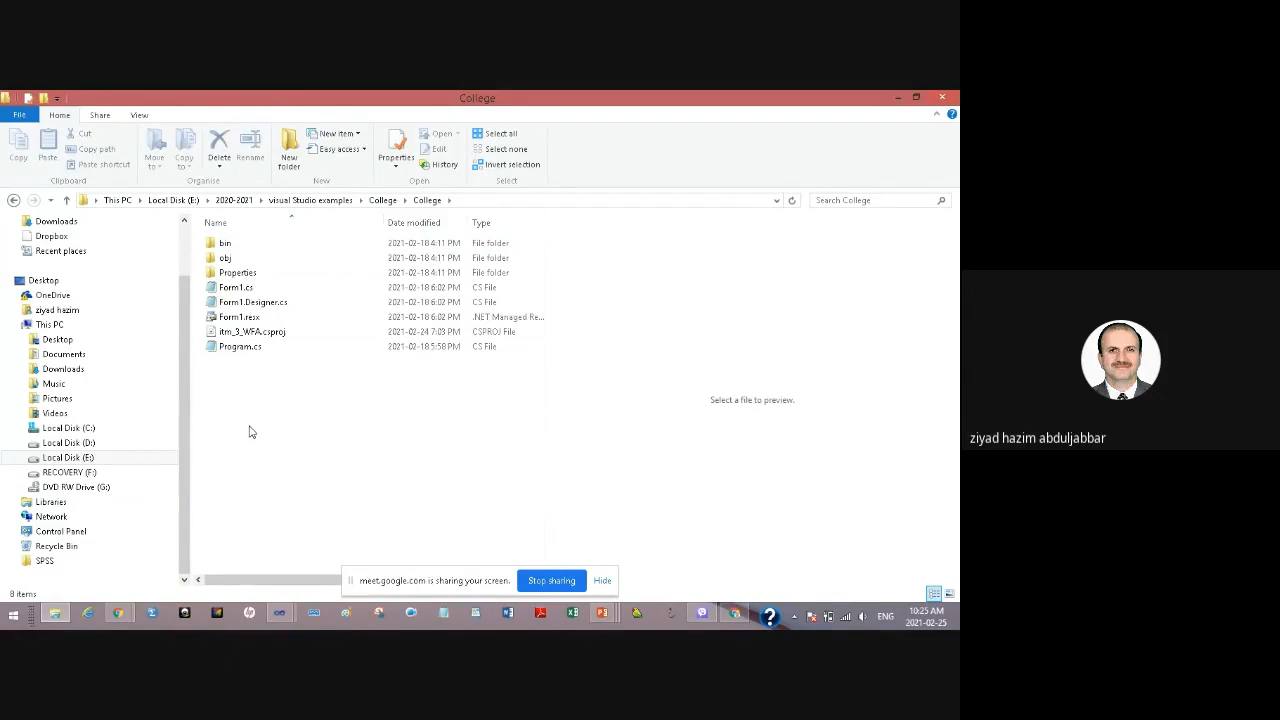 College
File Home Share View
Copy Paste Cut Copy path Paste shortcut
Move to Copy to Delete Rename
New folder New item Easy access
Properties Open Edit History
Select all Select none Invert selection
Clipboard Organise New Open Select
This PC Local Disk (E:) 2020-2021 visual Studio examples College College Search College
Name Date modified Type
bin 2021-02-18 4:11 PM File folder
obj 2021-02-18 4:11 PM File folder
Properties 2021-02-18 4:11 PM File folder
Form1.cs 2021-02-18 6:02 PM CS File
Form1.Designer.cs 2021-02-18 6:02 PM CS File
Form1.resx 2021-02-18 6:02 PM .NET Managed Re...
itm_3_WFA.csproj 2021-02-24 7:03 PM CSPROJ File
Program.cs 2021-02-18 5:58 PM CS File
Downloads
Dropbox
Recent places
Desktop
OneDrive
ziyad hazim
This PC
Desktop
Documents
Downloads
Music
Pictures
Videos
Local Disk (C:)
Local Disk (D:)
Local Disk (E:)
RECOVERY (F:)
DVD RW Drive (G:)
Libraries
Network
Control Panel
Recycle Bin
SPSS
Select a file to preview.
ziyad hazim abduljabbar
meet.google.com is sharing your screen. Stop sharing Hide
8 items
ENG 10:25 AM
2021-02-25